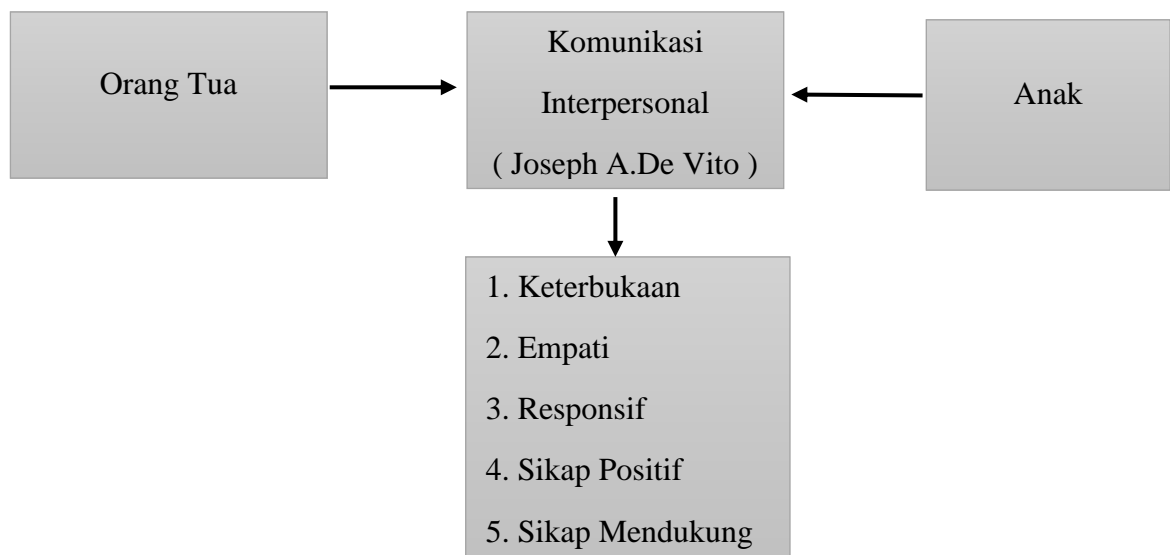 Orang Tua
Komunikasi
Interpersonal
( Joseph A.De Vito )
Anak
1. Keterbukaan
2. Empati
3. Responsif
4. Sikap Positif
5. Sikap Mendukung